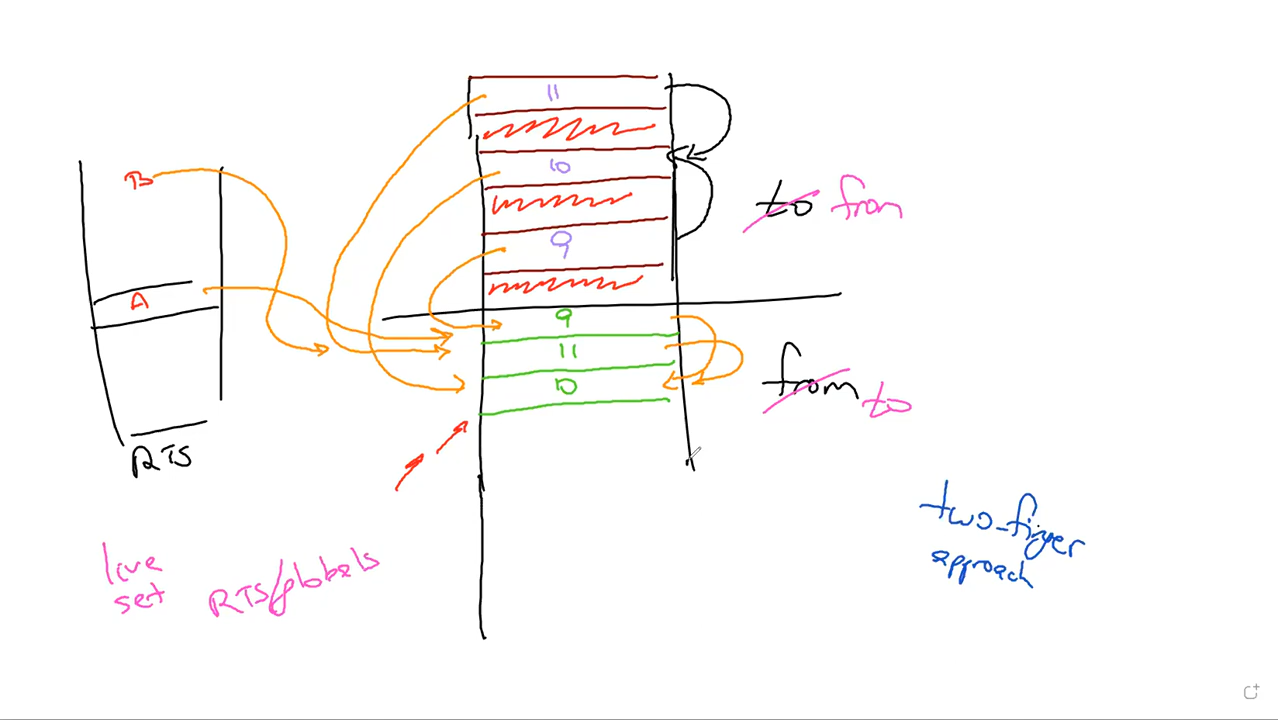 11
10
9
B
A
to from
9
11
10
from to
RTS
live
set
RTS/globals
two-finger
approach